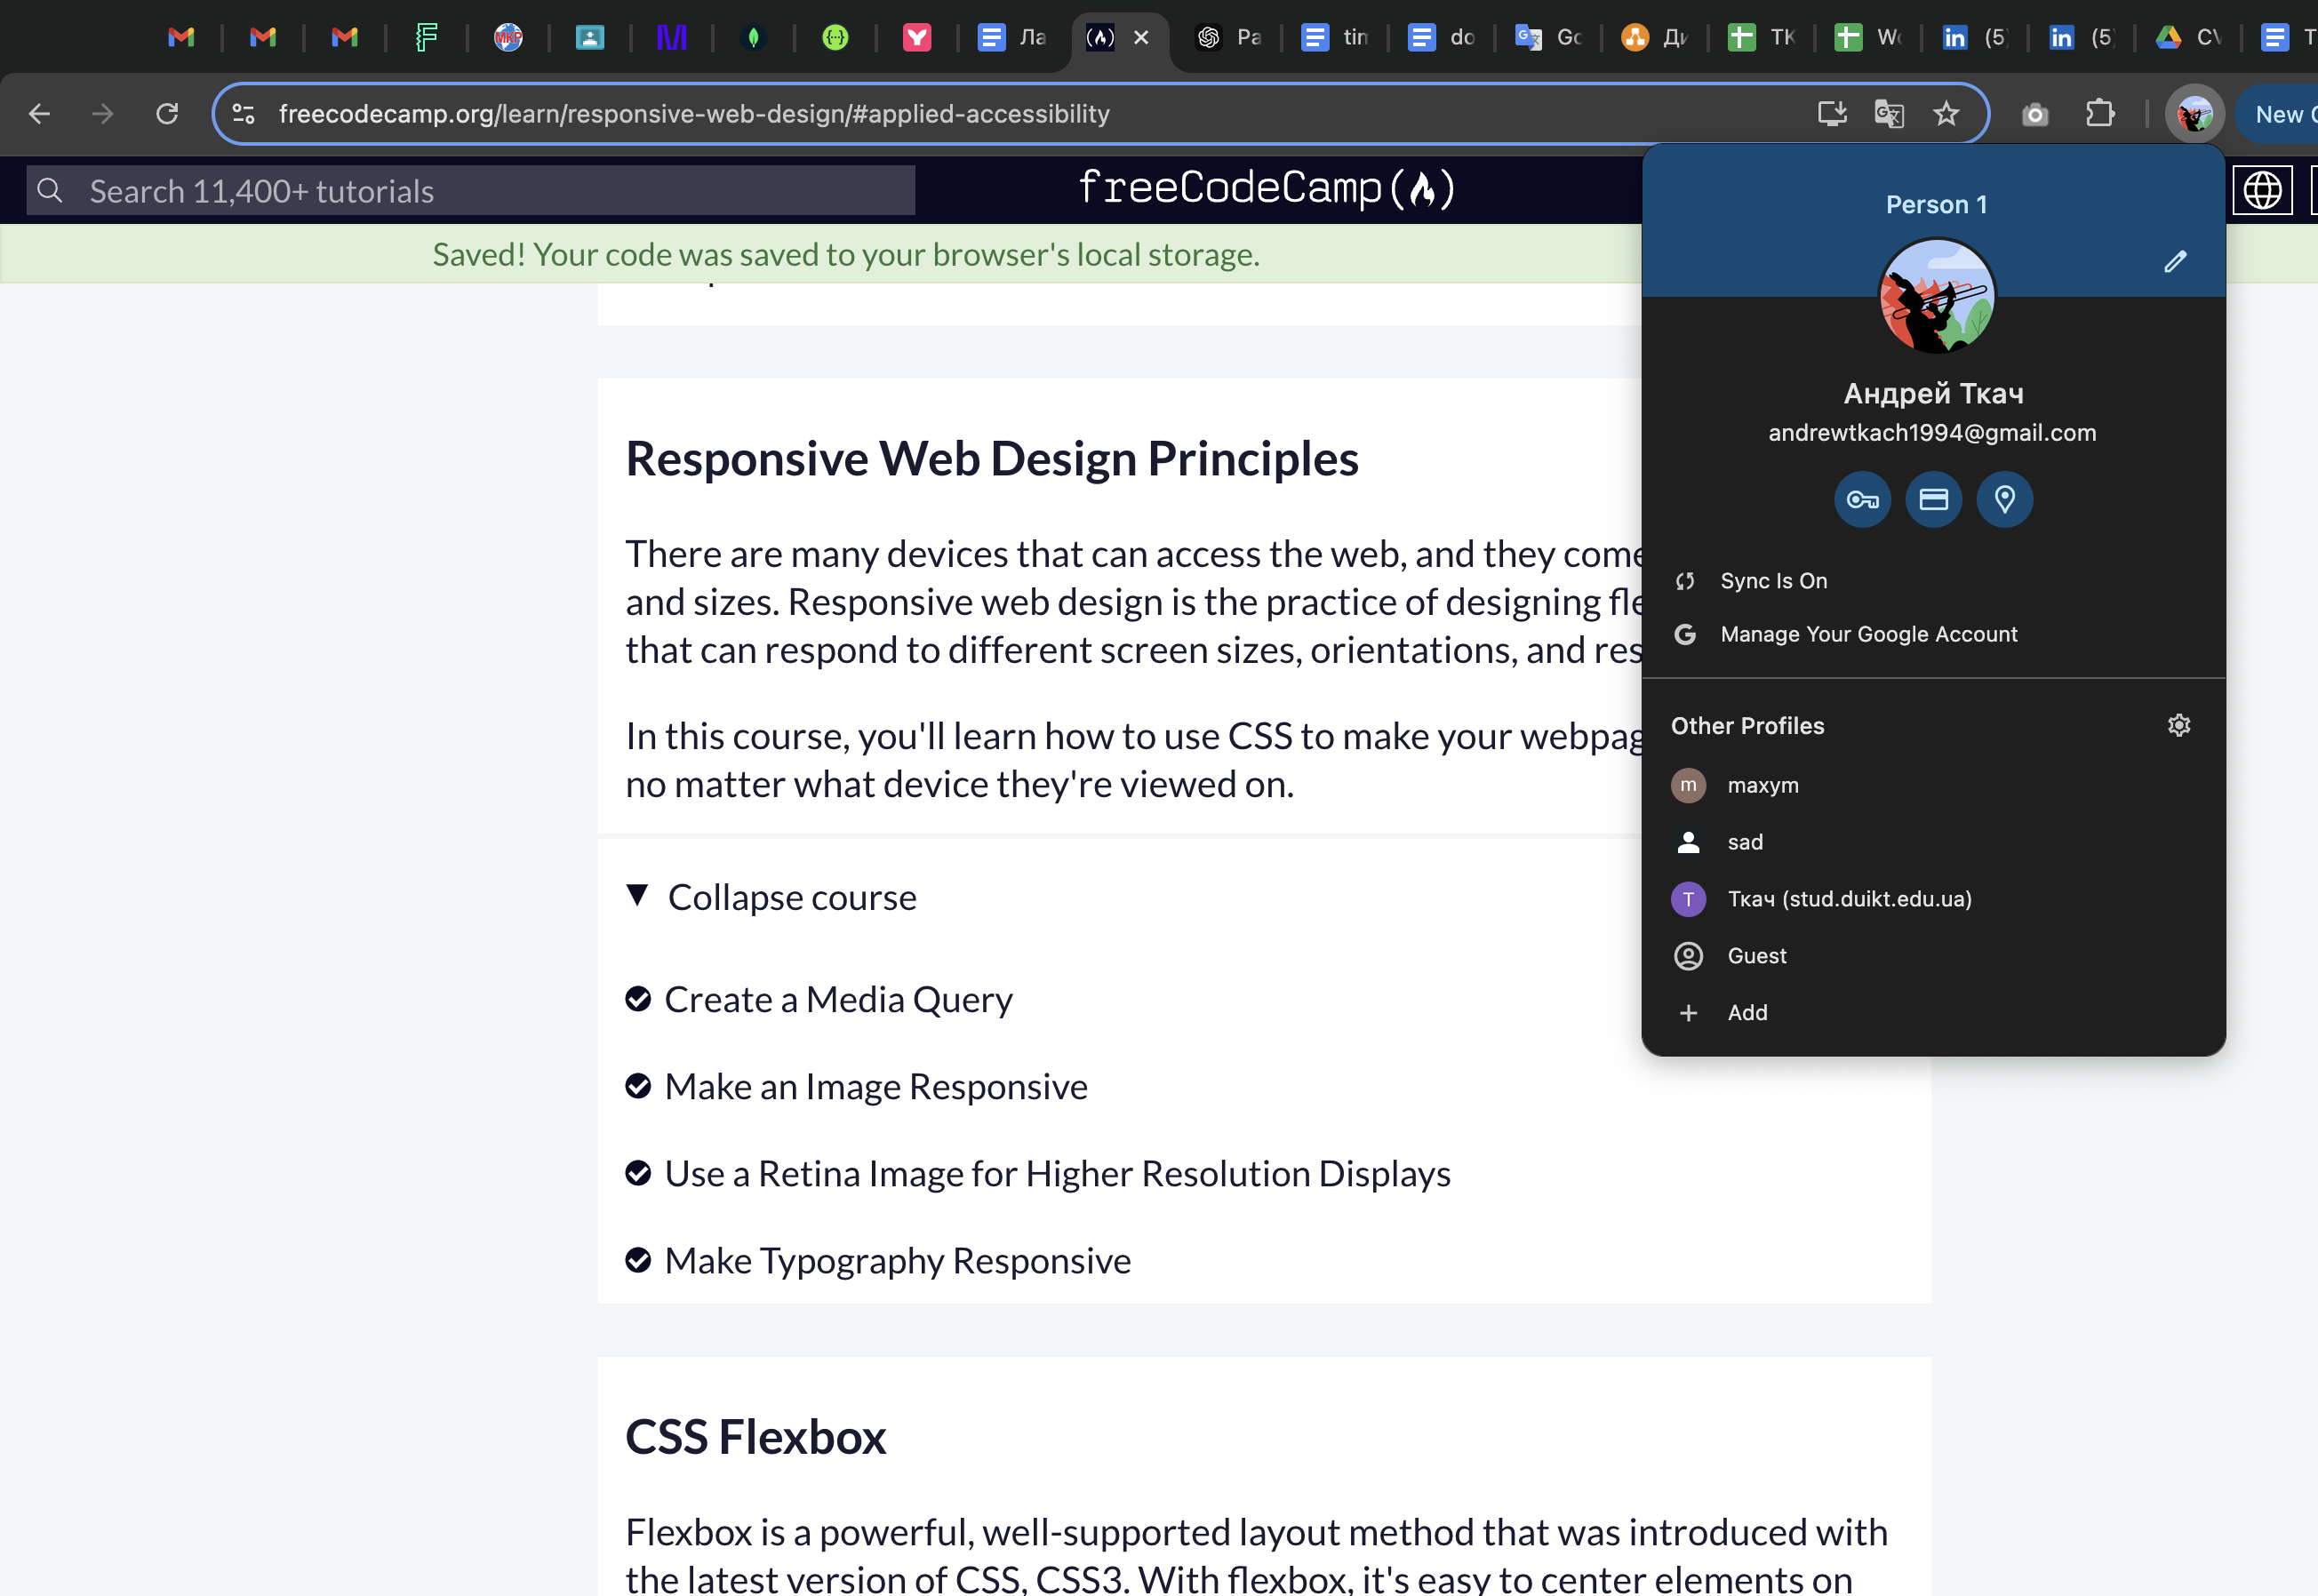 Ла
Pa
tin
do
Go
Ди
TK
Wo
(5
(5
CV
T
freecodecamp.org/learn/responsive-web-design/#applied-accessibility
New C
Search 11,400+ tutorials
freeCodeCamp
Saved! Your code was saved to your browser's local storage.
Responsive Web Design Principles
There are many devices that can access the web, and they come
and sizes. Responsive web design is the practice of designing fle
that can respond to different screen sizes, orientations, and res
In this course, you'll learn how to use CSS to make your webpag
no matter what device they're viewed on.
Collapse course
Create a Media Query
Make an Image Responsive
Use a Retina Image for Higher Resolution Displays
Make Typography Responsive
CSS Flexbox
Flexbox is a powerful, well-supported layout method that was introduced with
the latest version of CSS, CSS3. With flexbox, it's easy to center elements on
Person 1
Андрей Ткач
andrewtkach1994@gmail.com
Sync Is On
Manage Your Google Account
Other Profiles
m maxym
sad
T Ткач (stud.duikt.edu.ua)
Guest
Add